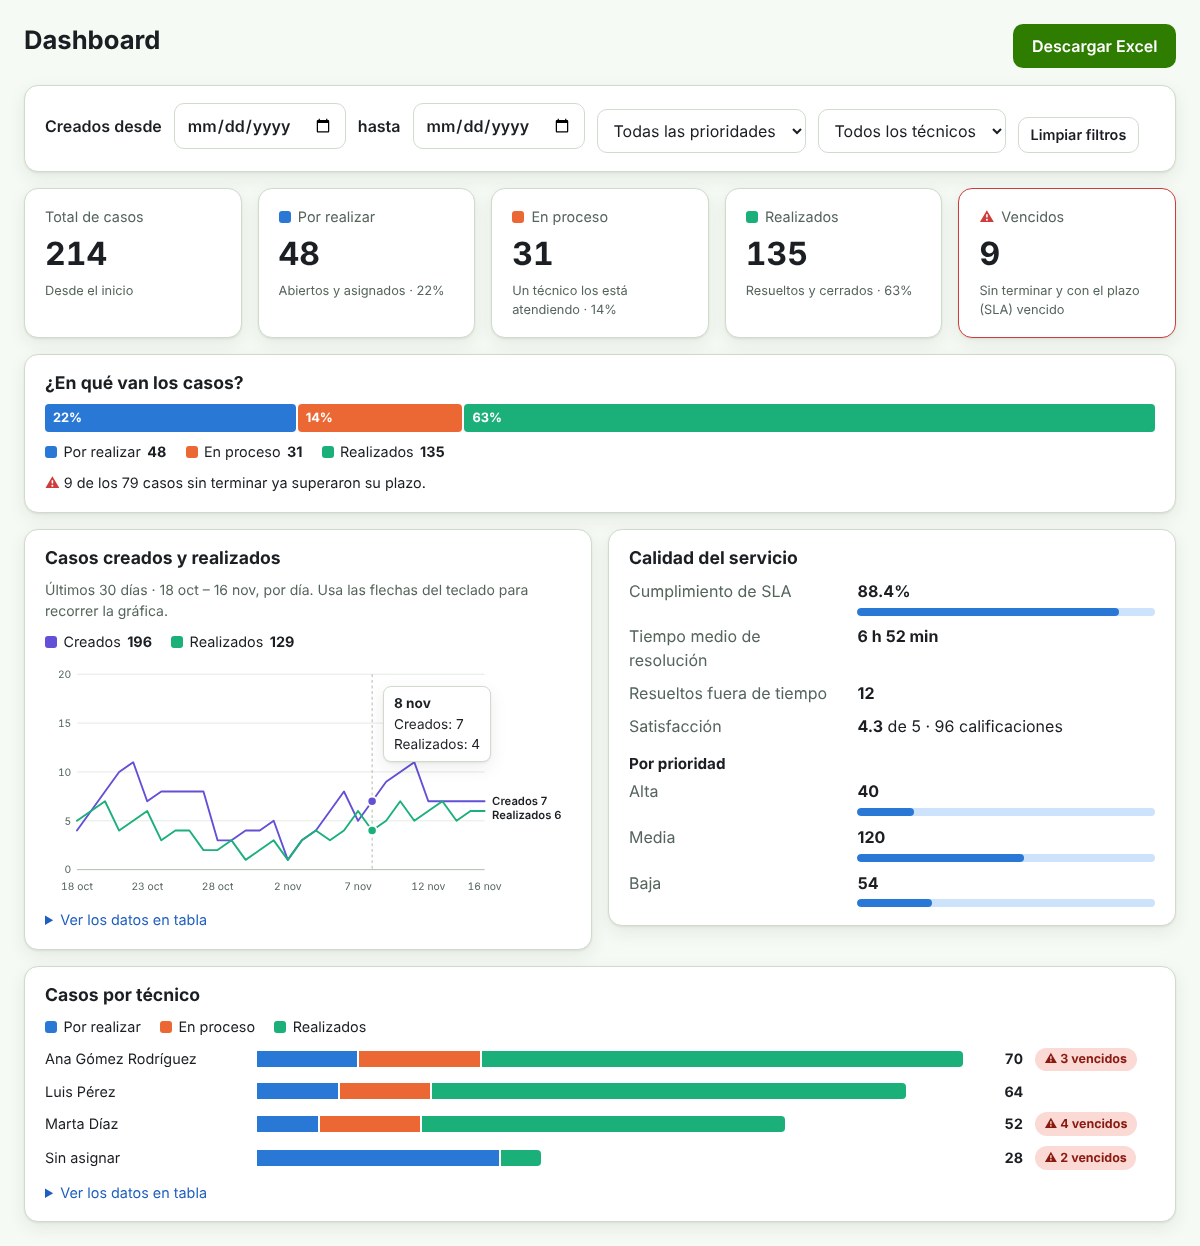 Dashboard
Descargar Excel
Creados desde mm/dd/yyyy hasta mm/dd/yyyy Todas las prioridades Todos los técnicos Limpiar filtros
Total de casos
214
Desde el inicio
Por realizar
48
Abiertos y asignados · 22%
En proceso
31
Un técnico los está
atendiendo · 14%
Realizados
135
Resueltos y cerrados · 63%
Vencidos
9
Sin terminar y con el plazo
(SLA) vencido
¿En qué van los casos?
22% 14% 63%
Por realizar 48 En proceso 31 Realizados 135
9 de los 79 casos sin terminar ya superaron su plazo.
Casos creados y realizados
Últimos 30 días · 18 oct – 16 nov, por día. Usa las flechas del teclado para
recorrer la gráfica.
Creados 196 Realizados 129
20
15
10
5
0
8 nov
Creados: 7
Realizados: 4
Creados 7
Realizados 6
18 oct 23 oct 28 oct 2 nov 7 nov 12 nov 16 nov
Ver los datos en tabla
Calidad del servicio
Cumplimiento de SLA 88.4%
Tiempo medio de
resolución
6 h 52 min
Resueltos fuera de tiempo 12
Satisfacción 4.3 de 5 · 96 calificaciones
Por prioridad
Alta 40
Media 120
Baja 54
Casos por técnico
Por realizar En proceso Realizados
Ana Gómez Rodríguez 70 3 vencidos
Luis Pérez 64
Marta Díaz 52 4 vencidos
Sin asignar 28 2 vencidos
Ver los datos en tabla